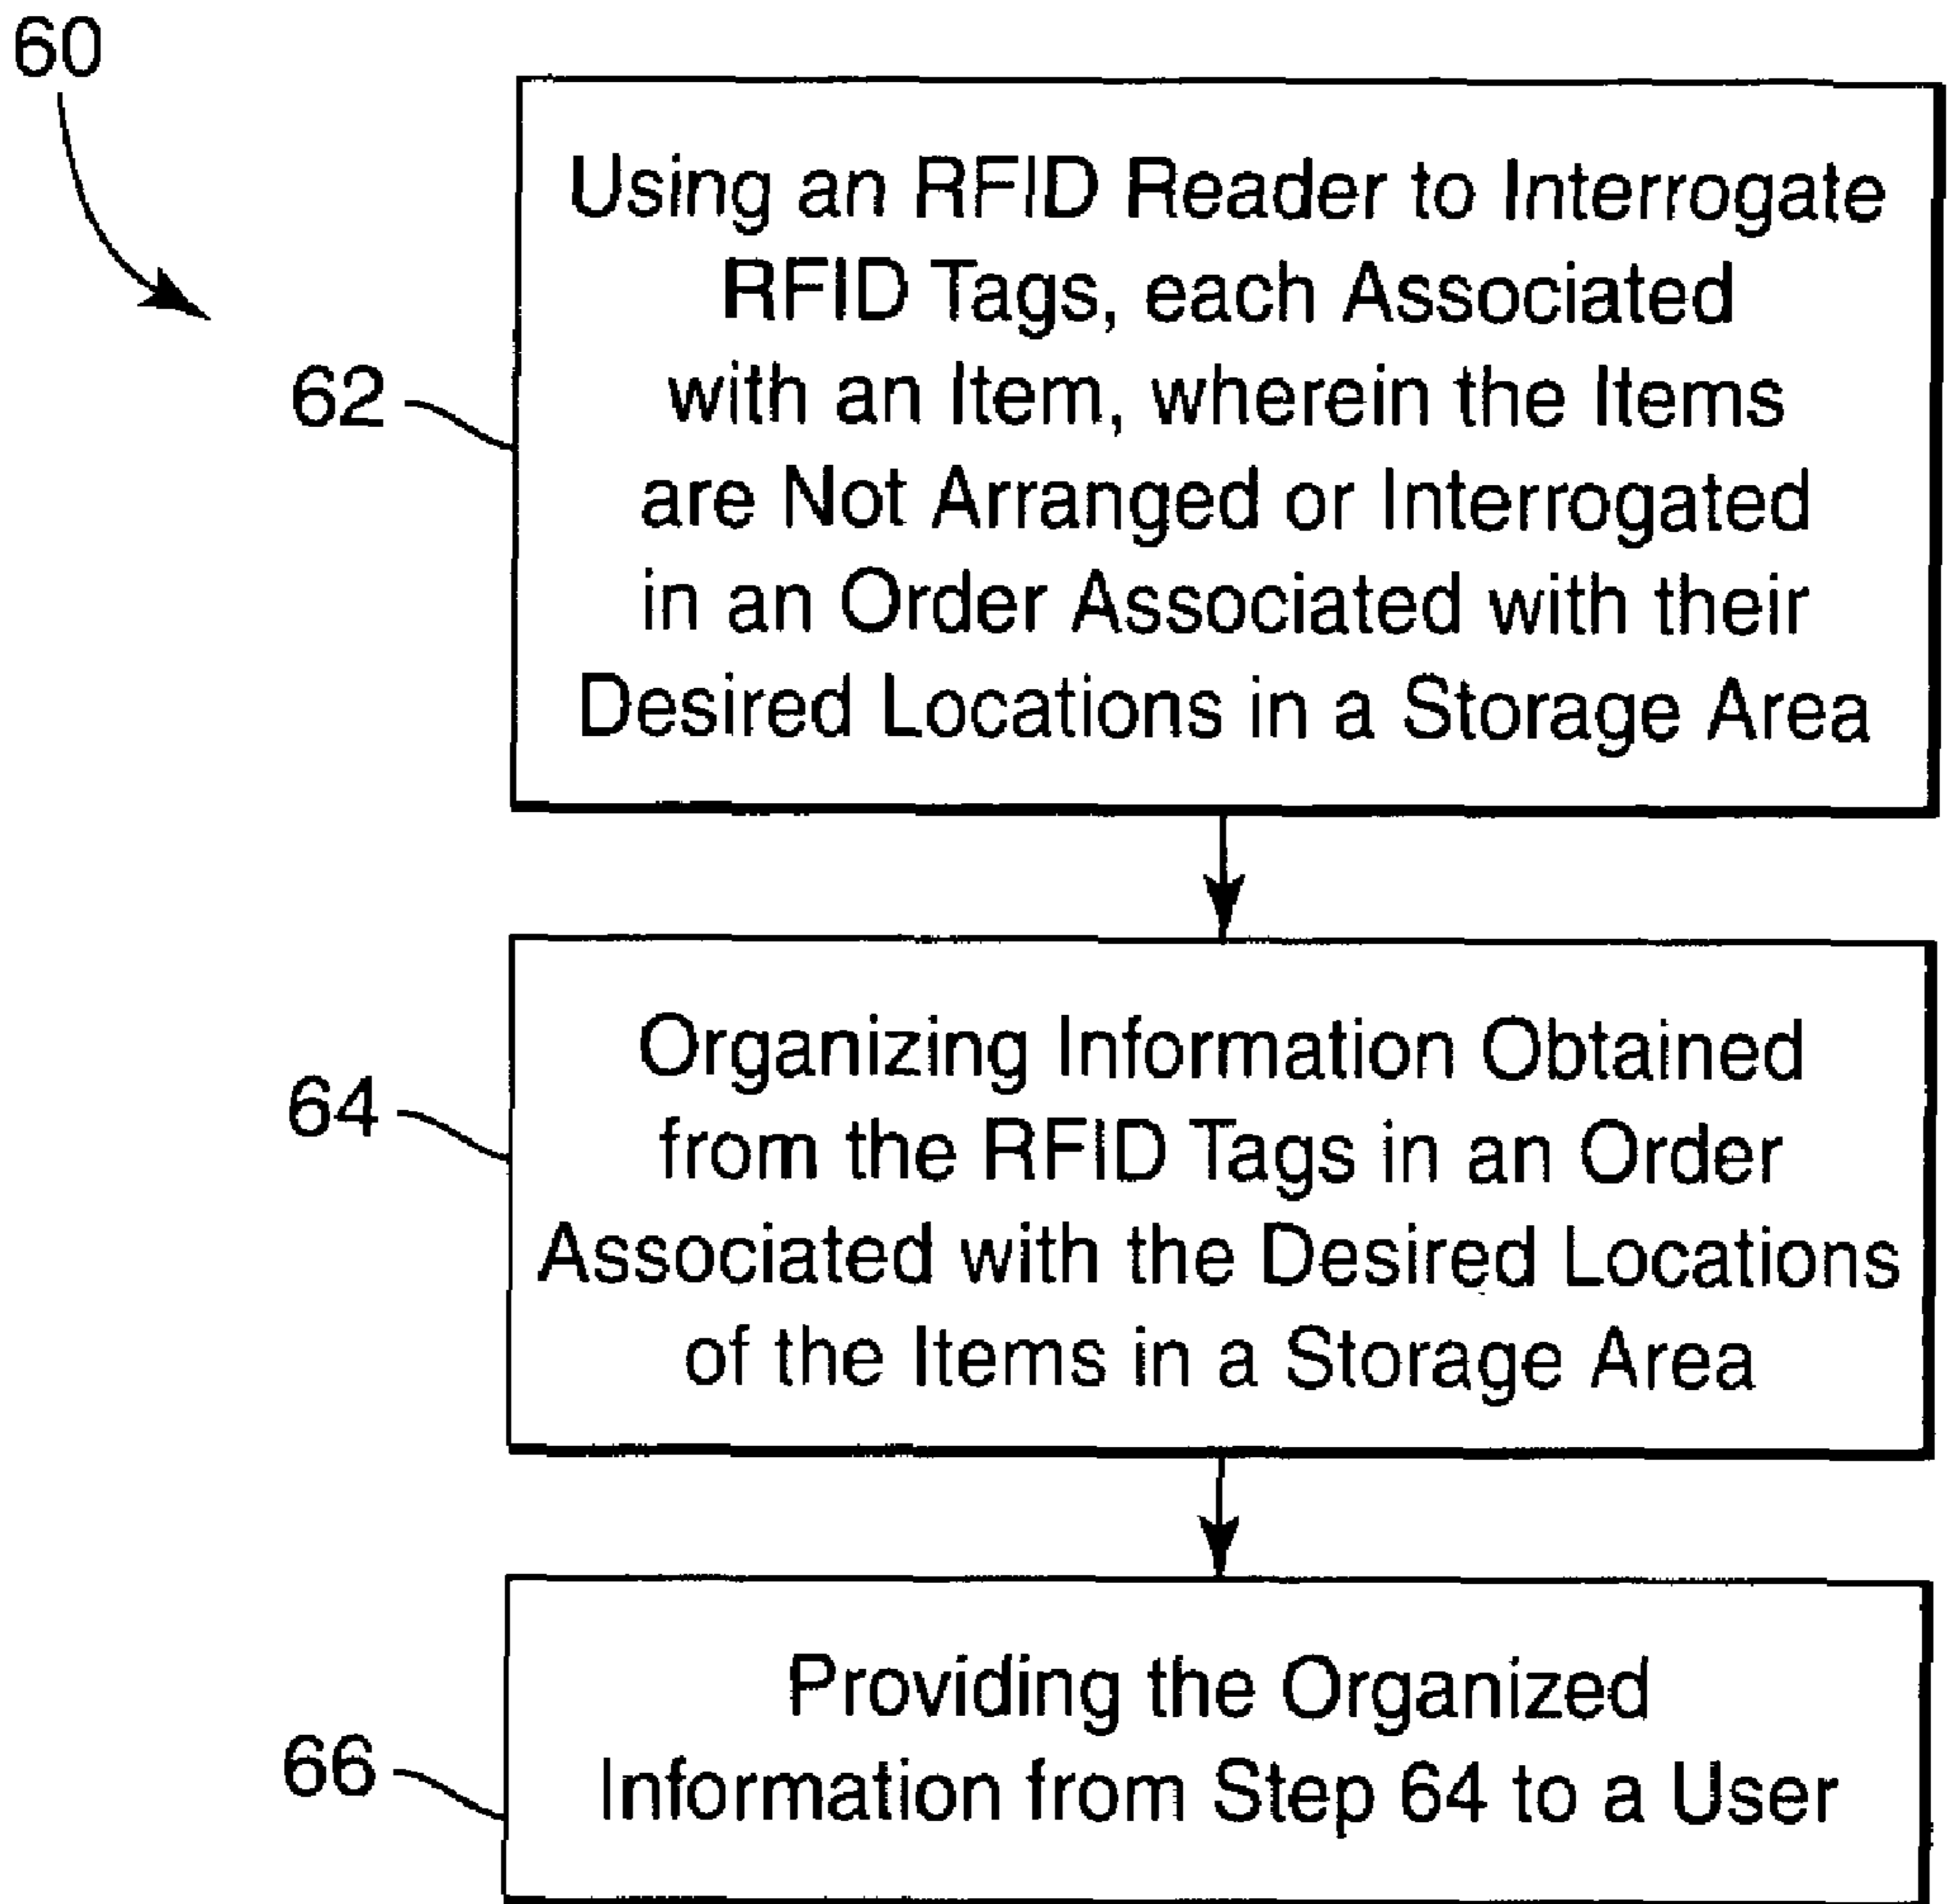 60
Using an RFID Reader to Interrogate
RFID Tags, each Associated
with an Item, wherein the Items
are Not Arranged or Interrogated
in an Order Associated with their
Desired Locations in a Storage Area
62
Organizing Information Obtained
from the RFID Tags in an Order
Associated with the Desired Locations
of the Items in a Storage Area
64
Providing the Organized
Information from Step 64 to a User
66